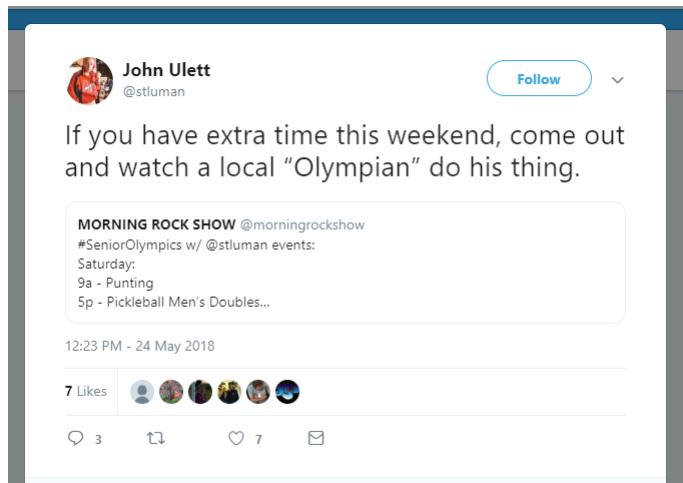 John Ulett
@stluman
Follow
If you have extra time this weekend, come out
and watch a local “Olympian” do his thing.
MORNING ROCK SHOW @morningrockshow
#SeniorOlympics w/ @stluman events:
Saturday:
9a - Punting
5p - Pickleball Men's Doubles...
12:23 PM - 24 May 2018
7 Likes
3 7